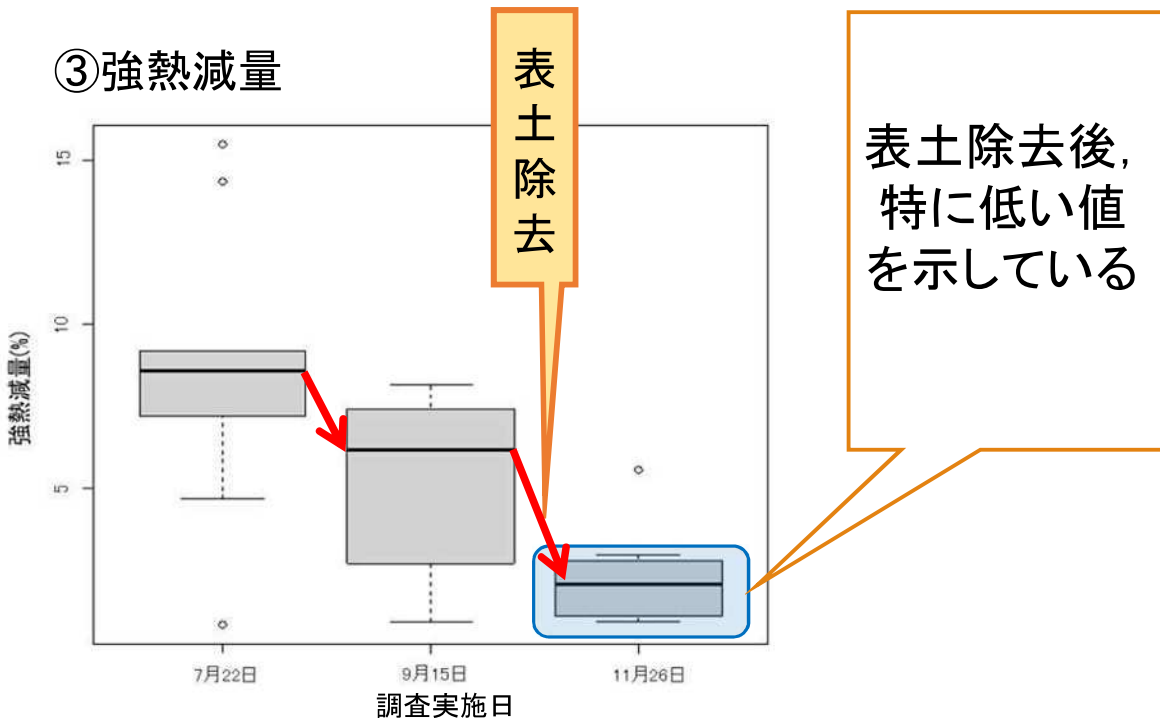 ③強熱減量
表土除去
表土除去後,
特に低い値
を示している
強熱減量(%)
15
10
5
7月22日
9月15日
11月26日
調査実施日